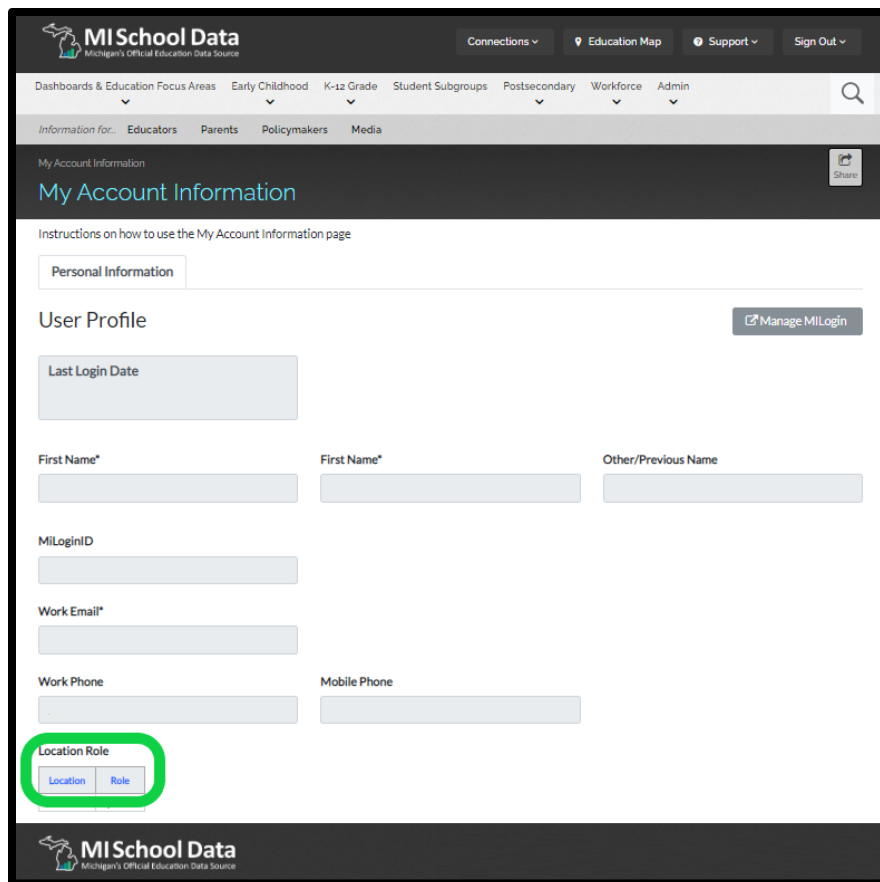 MI School Data
Michigan's Official Education Data Source
Connections
Education Map
Support
Sign Out
Dashboards & Education Focus Areas
Early Childhood
K-12 Grade
Student Subgroups
Postsecondary
Workforce
Admin
Information for...
Educators
Parents
Policymakers
Media
My Account Information
Share
My Account Information
Instructions on how to use the My Account Information page
Personal Information
User Profile
Manage MILogin
Last Login Date
First Name*
First Name*
Other/Previous Name
MiLoginID
Work Email*
Work Phone
Mobile Phone
Location Role
Location
Role
MI School Data
Michigan's Official Education Data Source